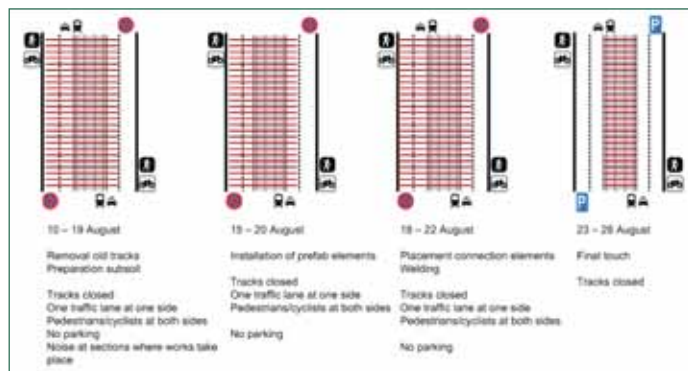 P
P
10 – 19 August
Removal old tracks
Preparation subsoil
Tracks closed
One traffic lane at one side
Pedestrians/cyclists at both sides
No parking
Noise at sections where works take
place
15 – 20 August
Installation of prefab elements
Tracks closed
One traffic lane at one side
Pedestrians/cyclists at both sides
No parking
18 – 22 August
Placement connection elements
Welding
Tracks closed
One traffic lane at one side
Pedestrians/cyclists at both sides
No parking
23 – 26 August
Final touch
Tracks closed